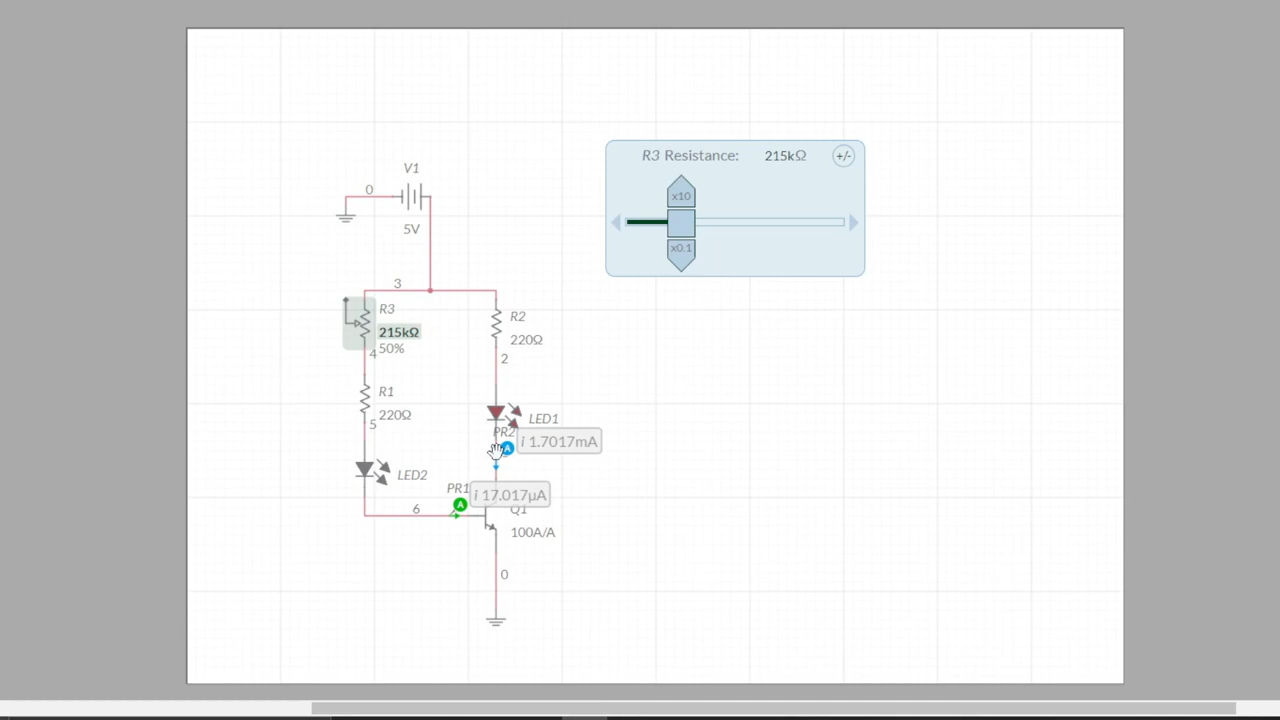 V1
0
5V
R3 Resistance: 215kΩ +/-
x10
x0.1
3
R3
215kΩ
50%
4
R2
220Ω
2
R1
220Ω
5
LED1
PR2
A
i 1.7017mA
LED2
PR1
A
i 17.017µA
6
Q1
100A/A
0